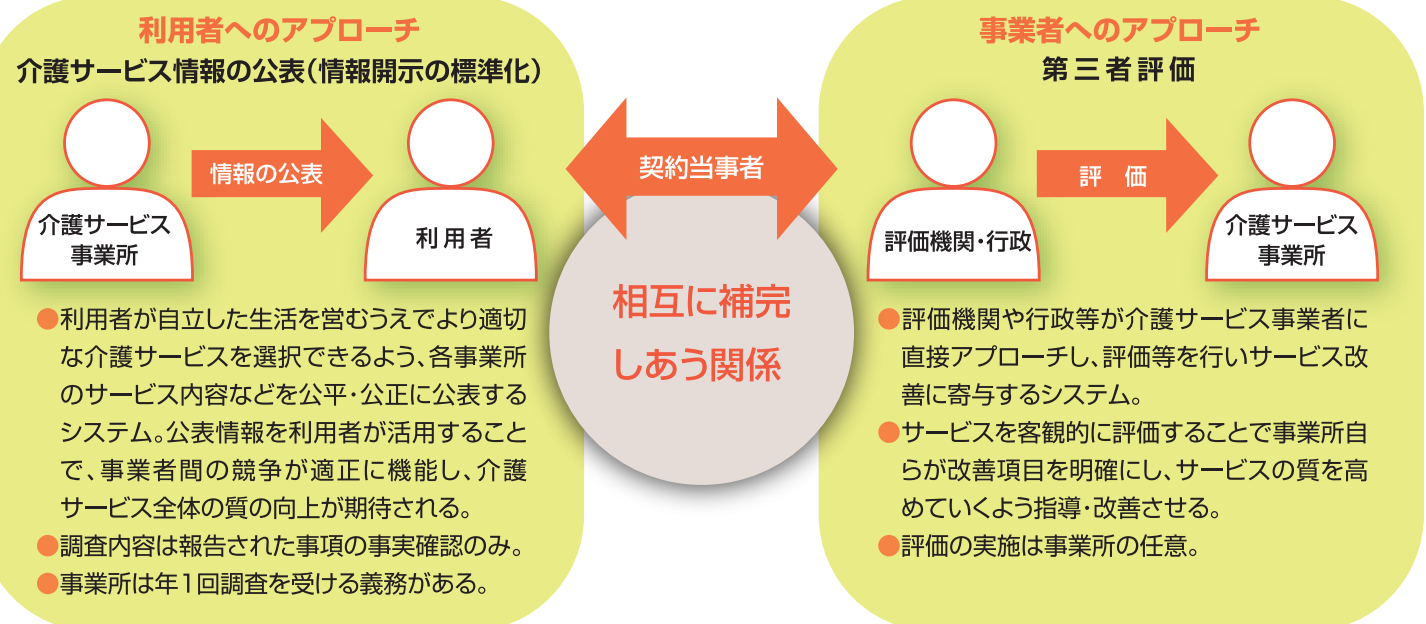 利用者へのアプローチ
介護サービス情報の公表(情報開示の標準化)
情報の公表
介護サービス
事業所
利用者
●利用者が自立した生活を営むうえでより適切
な介護サービスを選択できるよう、各事業所
のサービス内容などを公平・公正に公表する
システム。公表情報を利用者が活用すること
で、事業者間の競争が適正に機能し、介護
サービス全体の質の向上が期待される。
●調査内容は報告された事項の事実確認のみ。
●事業所は年1回調査を受ける義務がある。
契約当事者
相互に補完
しあう関係
事業者へのアプローチ
第三者評価
評 価
評価機関・行政
介護サービス
事業所
●評価機関や行政等が介護サービス事業者に
直接アプローチし、評価等を行いサービス改
善に寄与するシステム。
●サービスを客観的に評価することで事業所自
らが改善項目を明確にし、サービスの質を高
めていくよう指導・改善させる。
●評価の実施は事業所の任意。